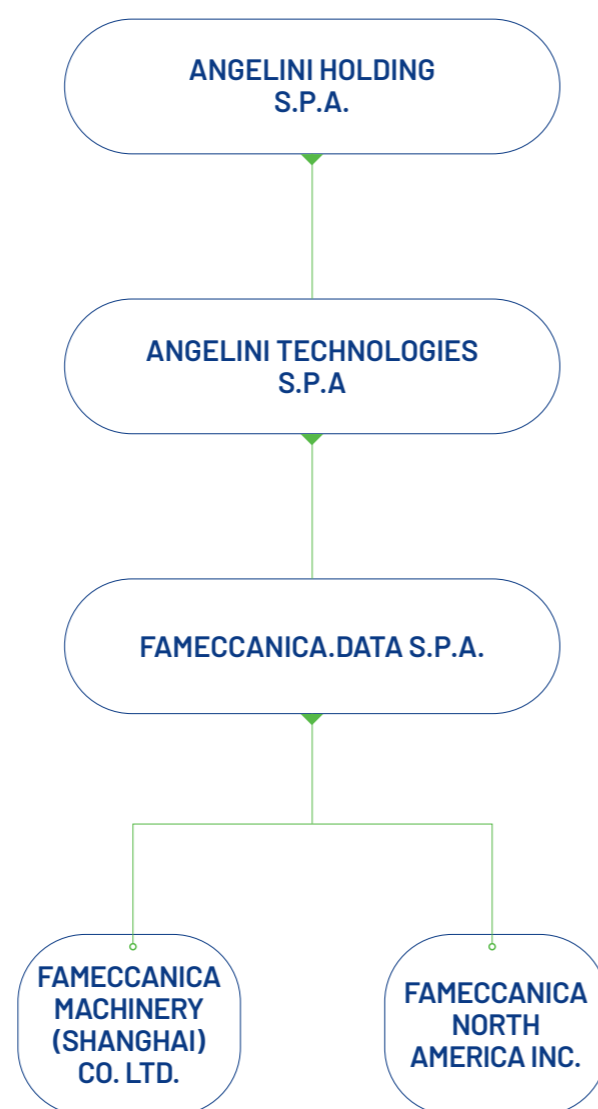 ANGELINI HOLDING
S.P.A.
ANGELINI TECHNOLOGIES
S.P.A
FAMECCANICA.DATA S.P.A.
FAMECCANICA
MACHINERY
(SHANGHAI)
CO. LTD.
FAMECCANICA
NORTH
AMERICA INC.